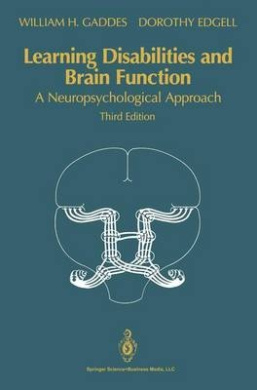 WILLIAM H. GADDES DOROTHY EDGELL
Learning Disabilities and
Brain Function
A Neuropsychological Approach
Third Edition
Springer Science+Business Media, LLC